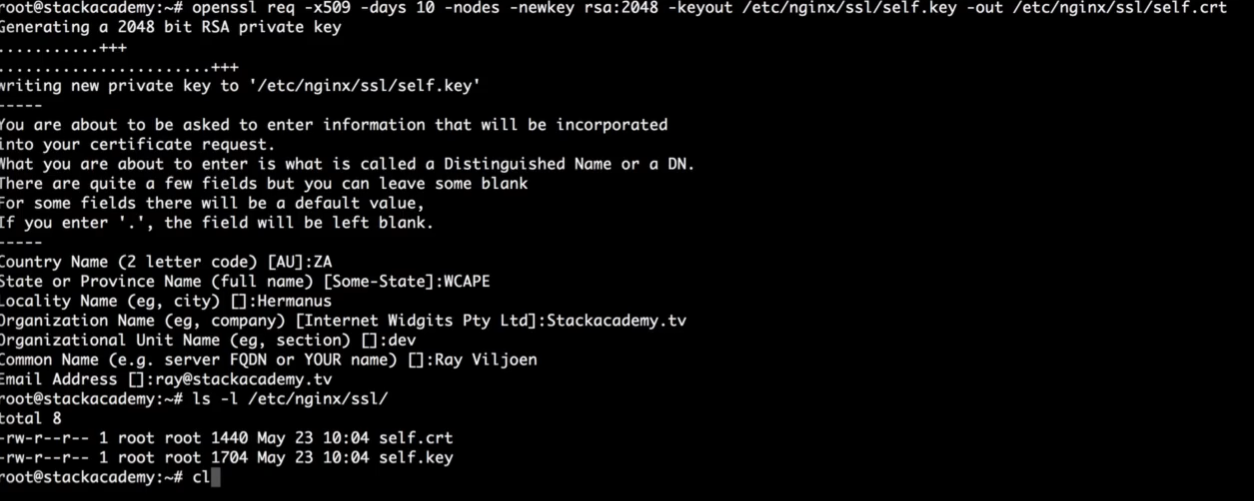 root@stackacademy:~# openssl req -x509 -days 10 -nodes -newkey rsa:2048 -keyout /etc/nginx/ssl/self.key -out /etc/nginx/ssl/self.crt
Generating a 2048 bit RSA private key
...........+++
.......................+++
writing new private key to '/etc/nginx/ssl/self.key'
-----
You are about to be asked to enter information that will be incorporated
into your certificate request.
What you are about to enter is what is called a Distinguished Name or a DN.
There are quite a few fields but you can leave some blank
For some fields there will be a default value,
If you enter '.', the field will be left blank.
-----
Country Name (2 letter code) [AU]:ZA
State or Province Name (full name) [Some-State]:WCAPE
Locality Name (eg, city) []:Hermanus
Organization Name (eg, company) [Internet Widgits Pty Ltd]:Stackacademy.tv
Organizational Unit Name (eg, section) []:dev
Common Name (e.g. server FQDN or YOUR name) []:Ray Viljoen
Email Address []:ray@stackacademy.tv
root@stackacademy:~# ls -l /etc/nginx/ssl/
total 8
-rw-r--r-- 1 root root 1440 May 23 10:04 self.crt
-rw-r--r-- 1 root root 1704 May 23 10:04 self.key
root@stackacademy:~# cl